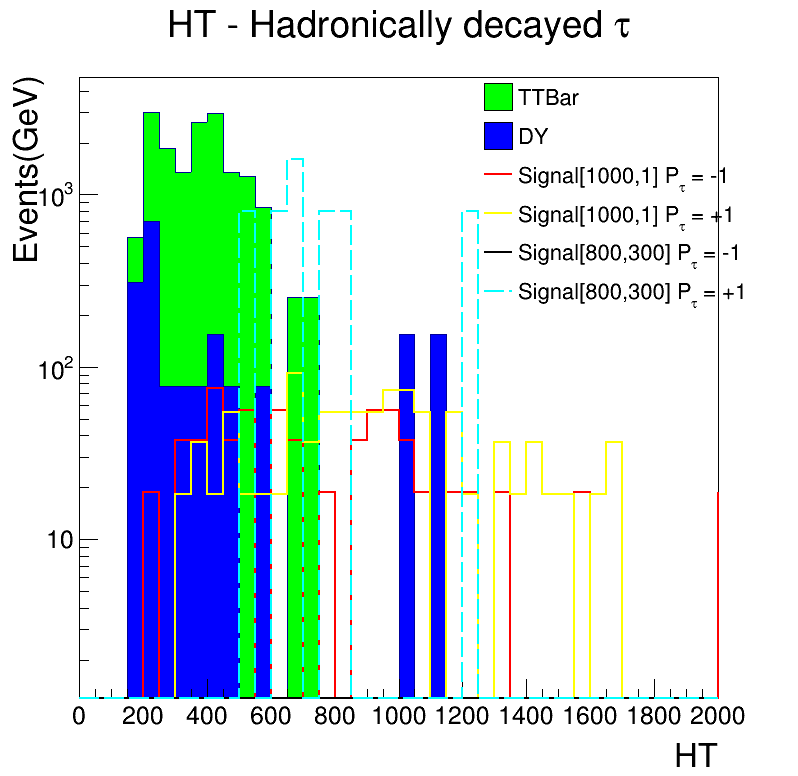 HT - Hadronically decayed τ
Events(GeV)
TTBar
DY
Signal[1000,1] Pτ = -1
Signal[1000,1] Pτ = +1
Signal[800,300] Pτ = -1
Signal[800,300] Pτ = +1
10³
10²
10
0 200 400 600 800 1000 1200 1400 1600 1800 2000
HT